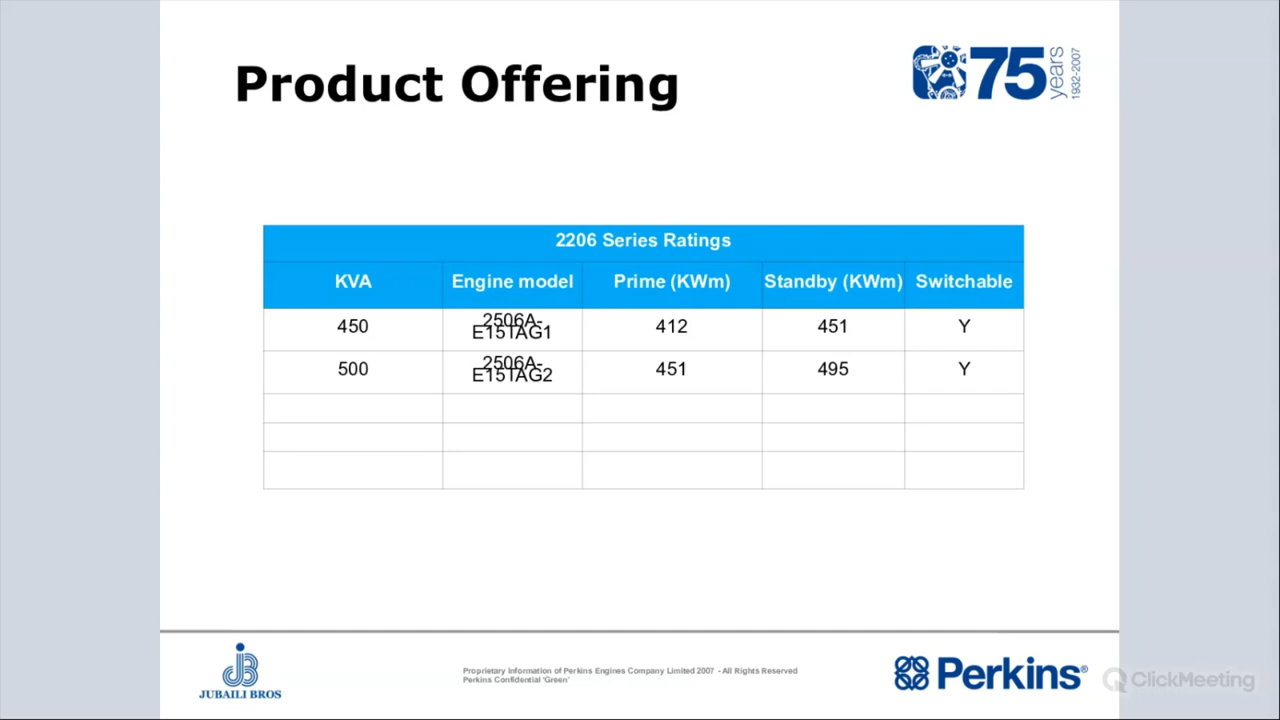 Product Offering
75 years 1932-2007
2206 Series Ratings
KVA Engine model Prime (KWm) Standby (KWm) Switchable
450 2506A-E15TAG1 412 451 Y
500 2506A-E15TAG2 451 495 Y
JUBAILI BROS
Proprietary Information of Perkins Engines Company Limited 2007 - All Rights Reserved
Perkins Confidential 'Green'
Perkins®
ClickMeeting